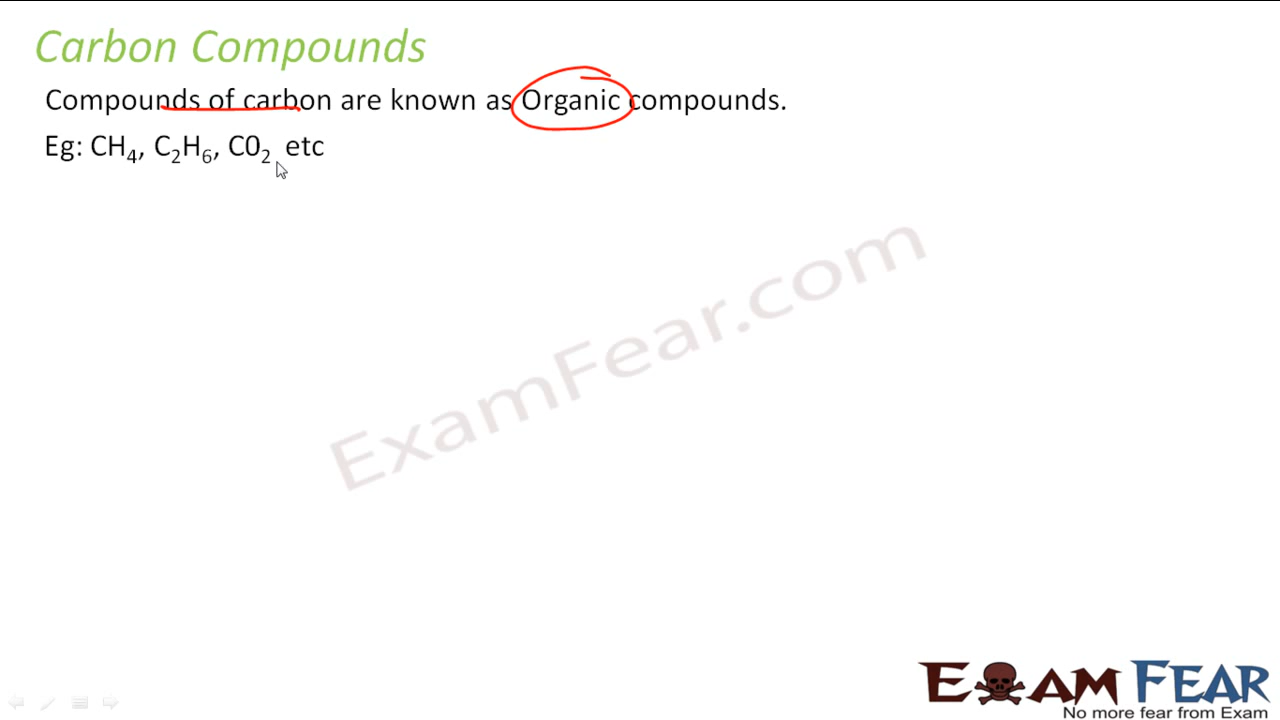 Carbon Compounds
Compounds of carbon are known as Organic compounds.
Eg: CH₄, C₂H₆, C0₂ etc
ExamFear.com
EXAM FEAR
No more fear from Exam